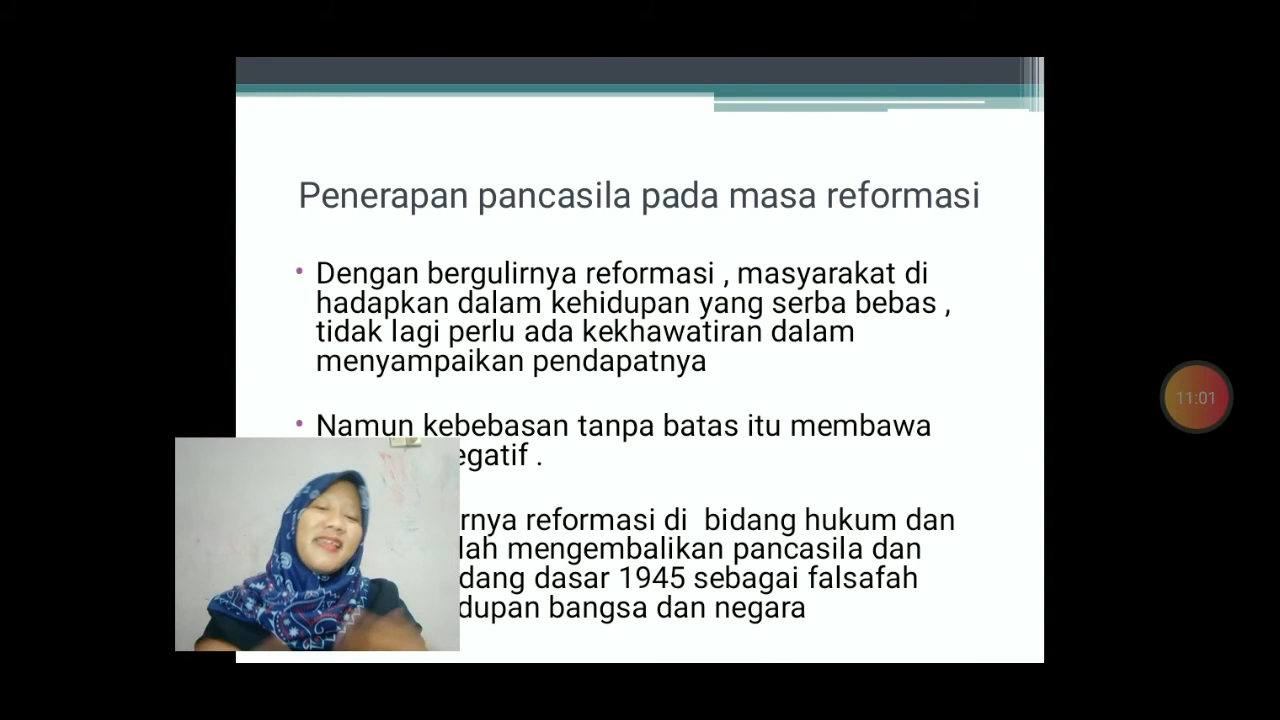 Penerapan pancasila pada masa reformasi
• Dengan bergulirnya reformasi , masyarakat di
hadapkan dalam kehidupan yang serba bebas ,
tidak lagi perlu ada kekhawatiran dalam
menyampaikan pendapatnya
• Namun kebebasan tanpa batas itu membawa
egatif .
rnya reformasi di bidang hukum dan
lah mengembalikan pancasila dan
dang dasar 1945 sebagai falsafah
dupan bangsa dan negara
11:01